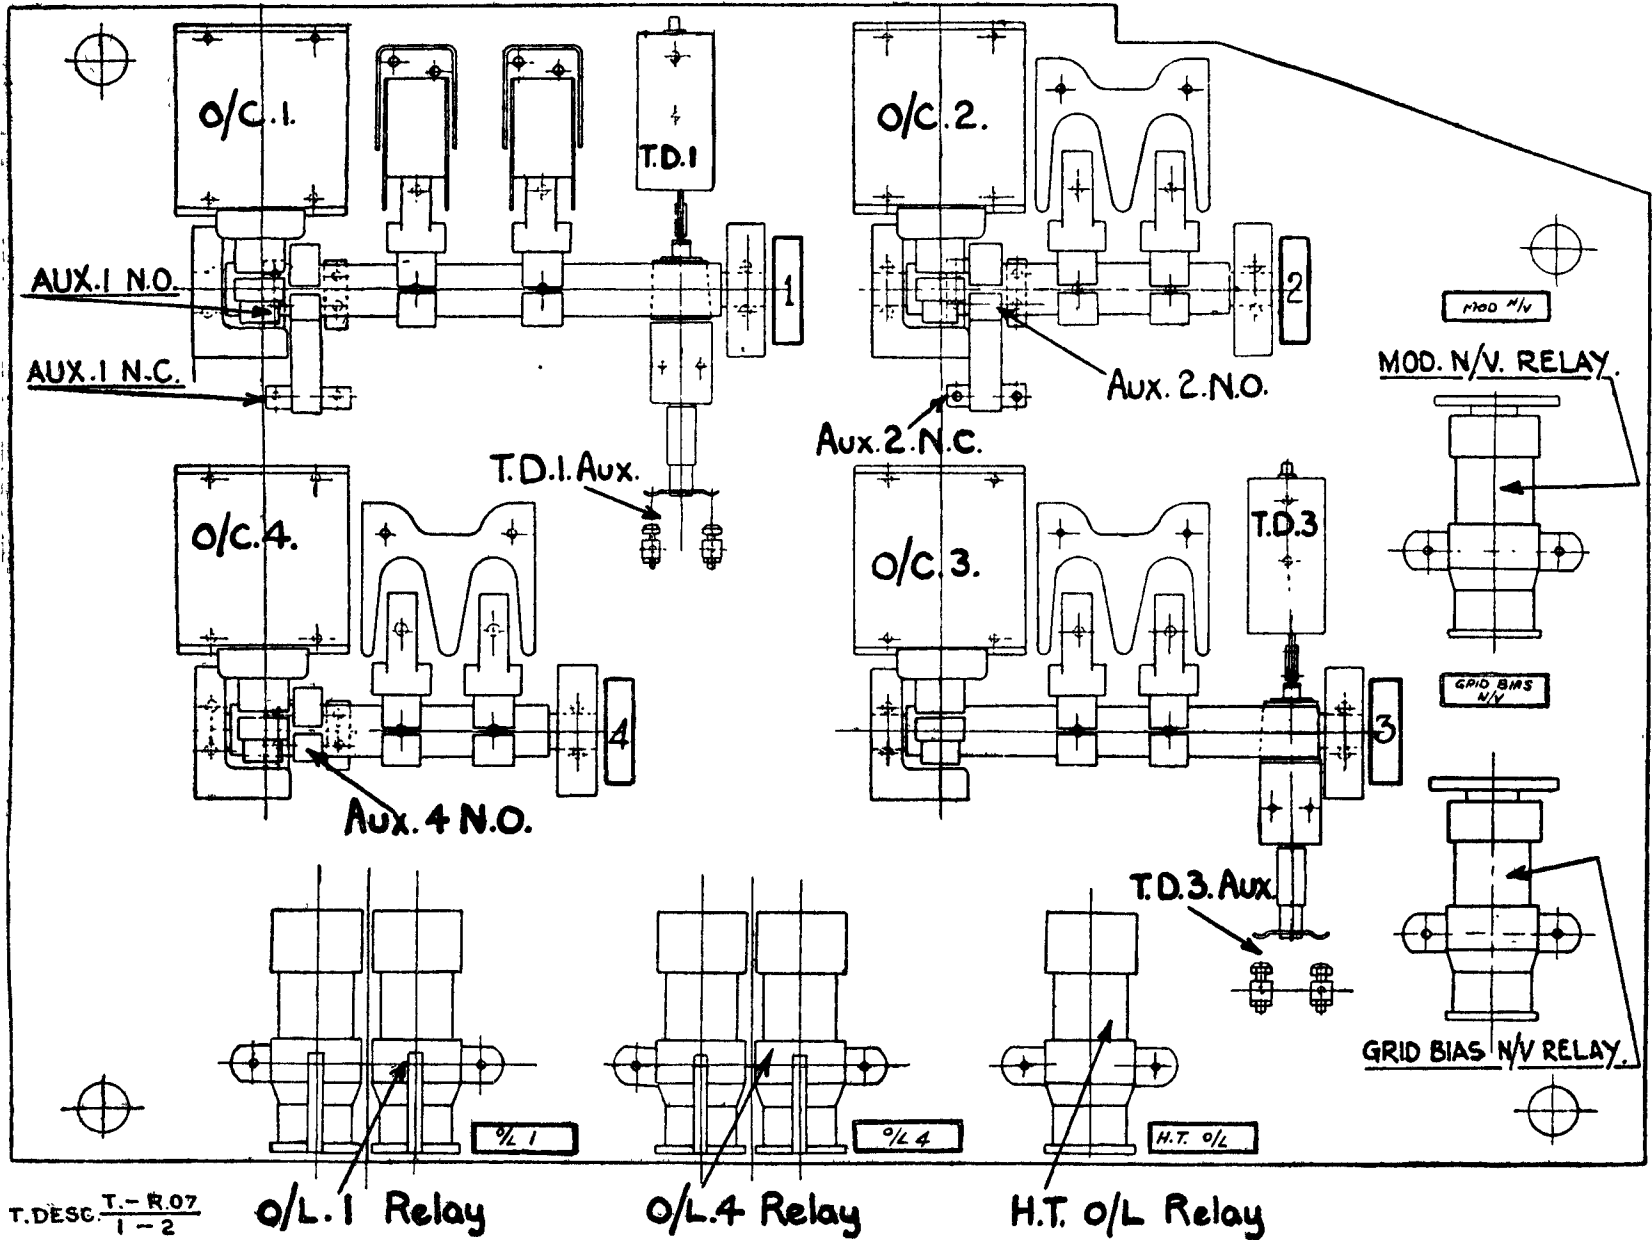 O/C.1.
T.D.1
O/C.2.
AUX.1 N.O.
1
2
MOD N/V
MOD. N/V. RELAY.
AUX.1 N.C.
Aux. 2.N.O.
Aux.2.N.C.
T.D.1.Aux.
O/C.4.
O/C.3.
T.D.3
GRID BIAS
N/V
4
3
Aux. 4 N.O.
T.D.3.Aux.
GRID BIAS N/V RELAY.
O/L 1
O/L 4
H.T. O/L
T.DESC. T.-R.07
1-2
O/L.1 Relay
O/L.4 Relay
H.T. O/L Relay